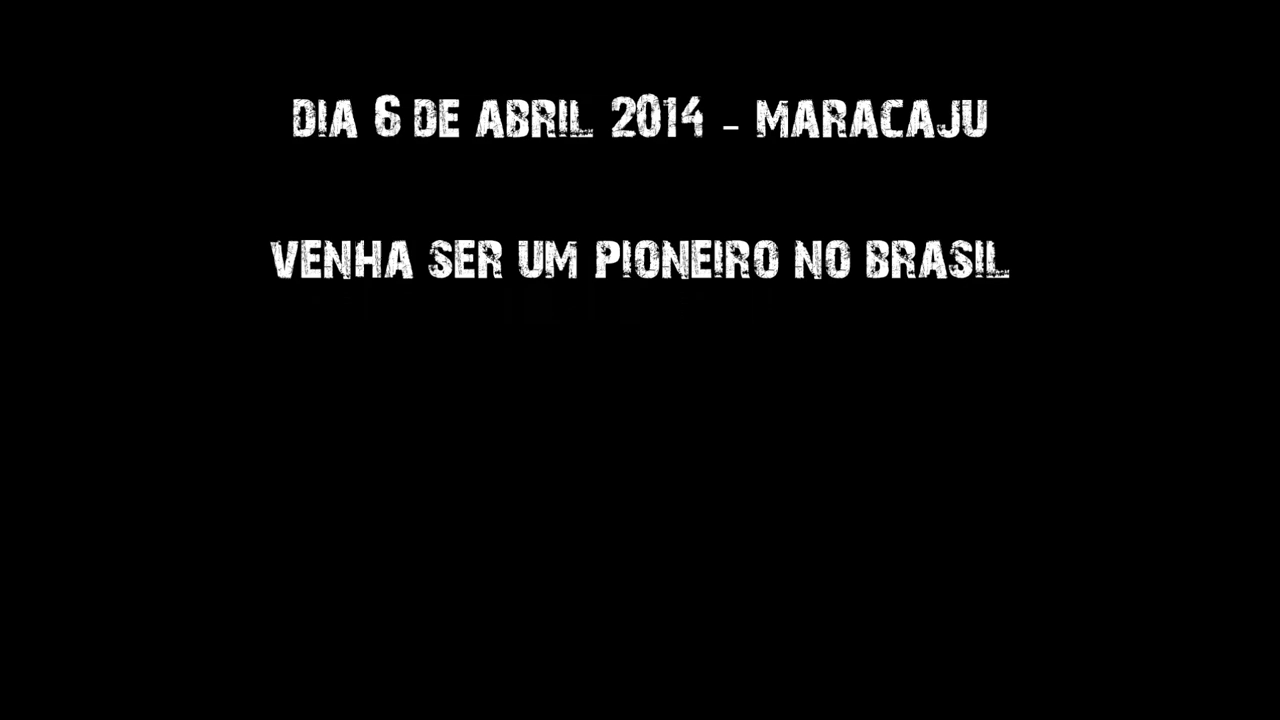 DIA 6 DE ABRIL 2014 - MARACAJU
VENHA SER UM PIONEIRO NO BRASIL